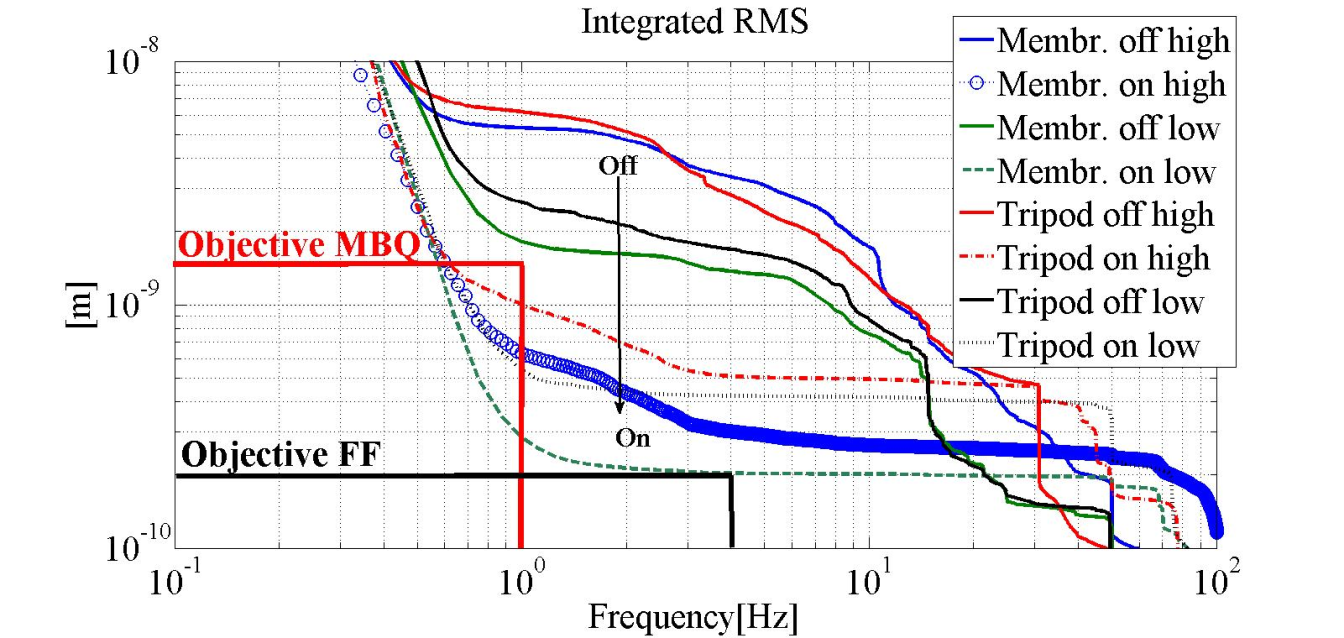 Integrated RMS
Membr. off high
Membr. on high
Membr. off low
Membr. on low
Tripod off high
Tripod on high
Tripod off low
Tripod on low
Off
On
Objective MBQ
Objective FF
[m]
10^-8
10^-9
10^-10
10^-1
10^0
10^1
10^2
Frequency[Hz]